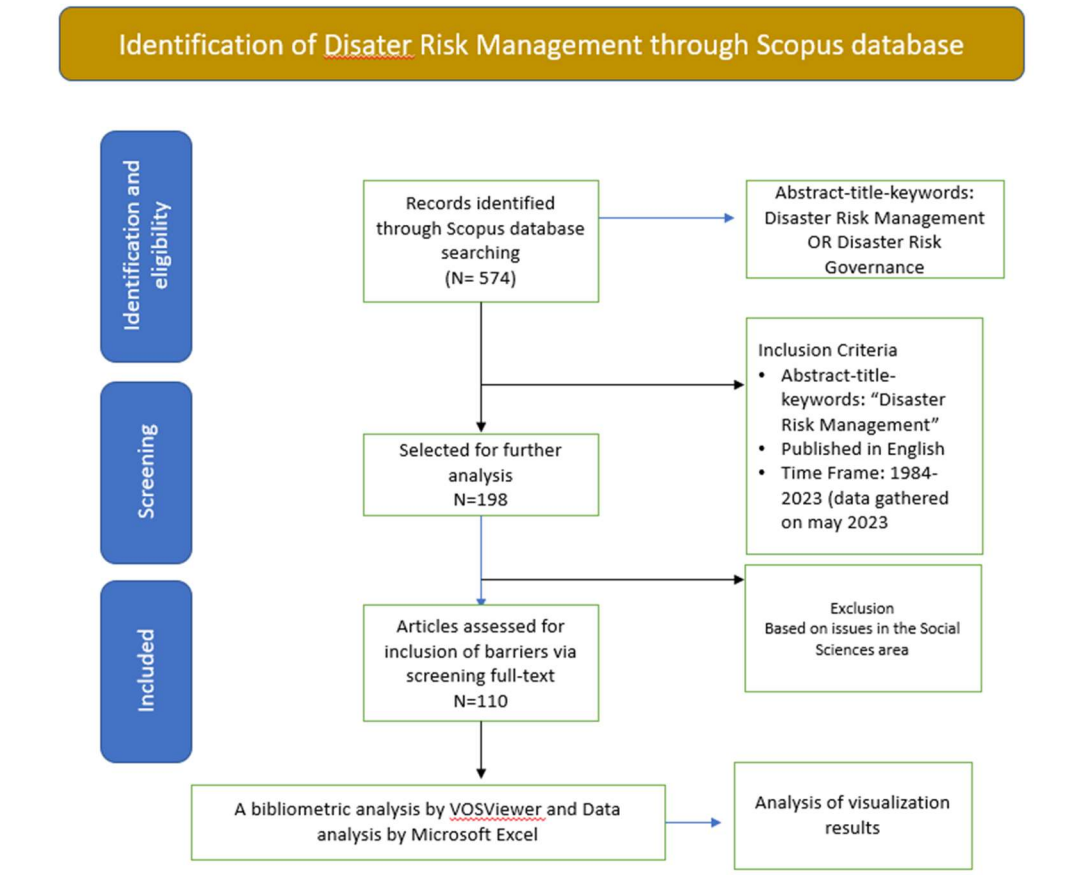 Identification of Disater Risk Management through Scopus database
Identification and
eligibility
Records identified
through Scopus database
searching
(N= 574)
Abstract-title-keywords:
Disaster Risk Management
OR Disaster Risk
Governance
Inclusion Criteria
• Abstract-title-
keywords: “Disaster
Risk Management”
• Published in English
• Time Frame: 1984-
2023 (data gathered
on may 2023
Screening
Selected for further
analysis
N=198
Exclusion
Based on issues in the Social
Sciences area
Included
Articles assessed for
inclusion of barriers via
screening full-text
N=110
A bibliometric analysis by VOSViewer and Data
analysis by Microsoft Excel
Analysis of visualization
results